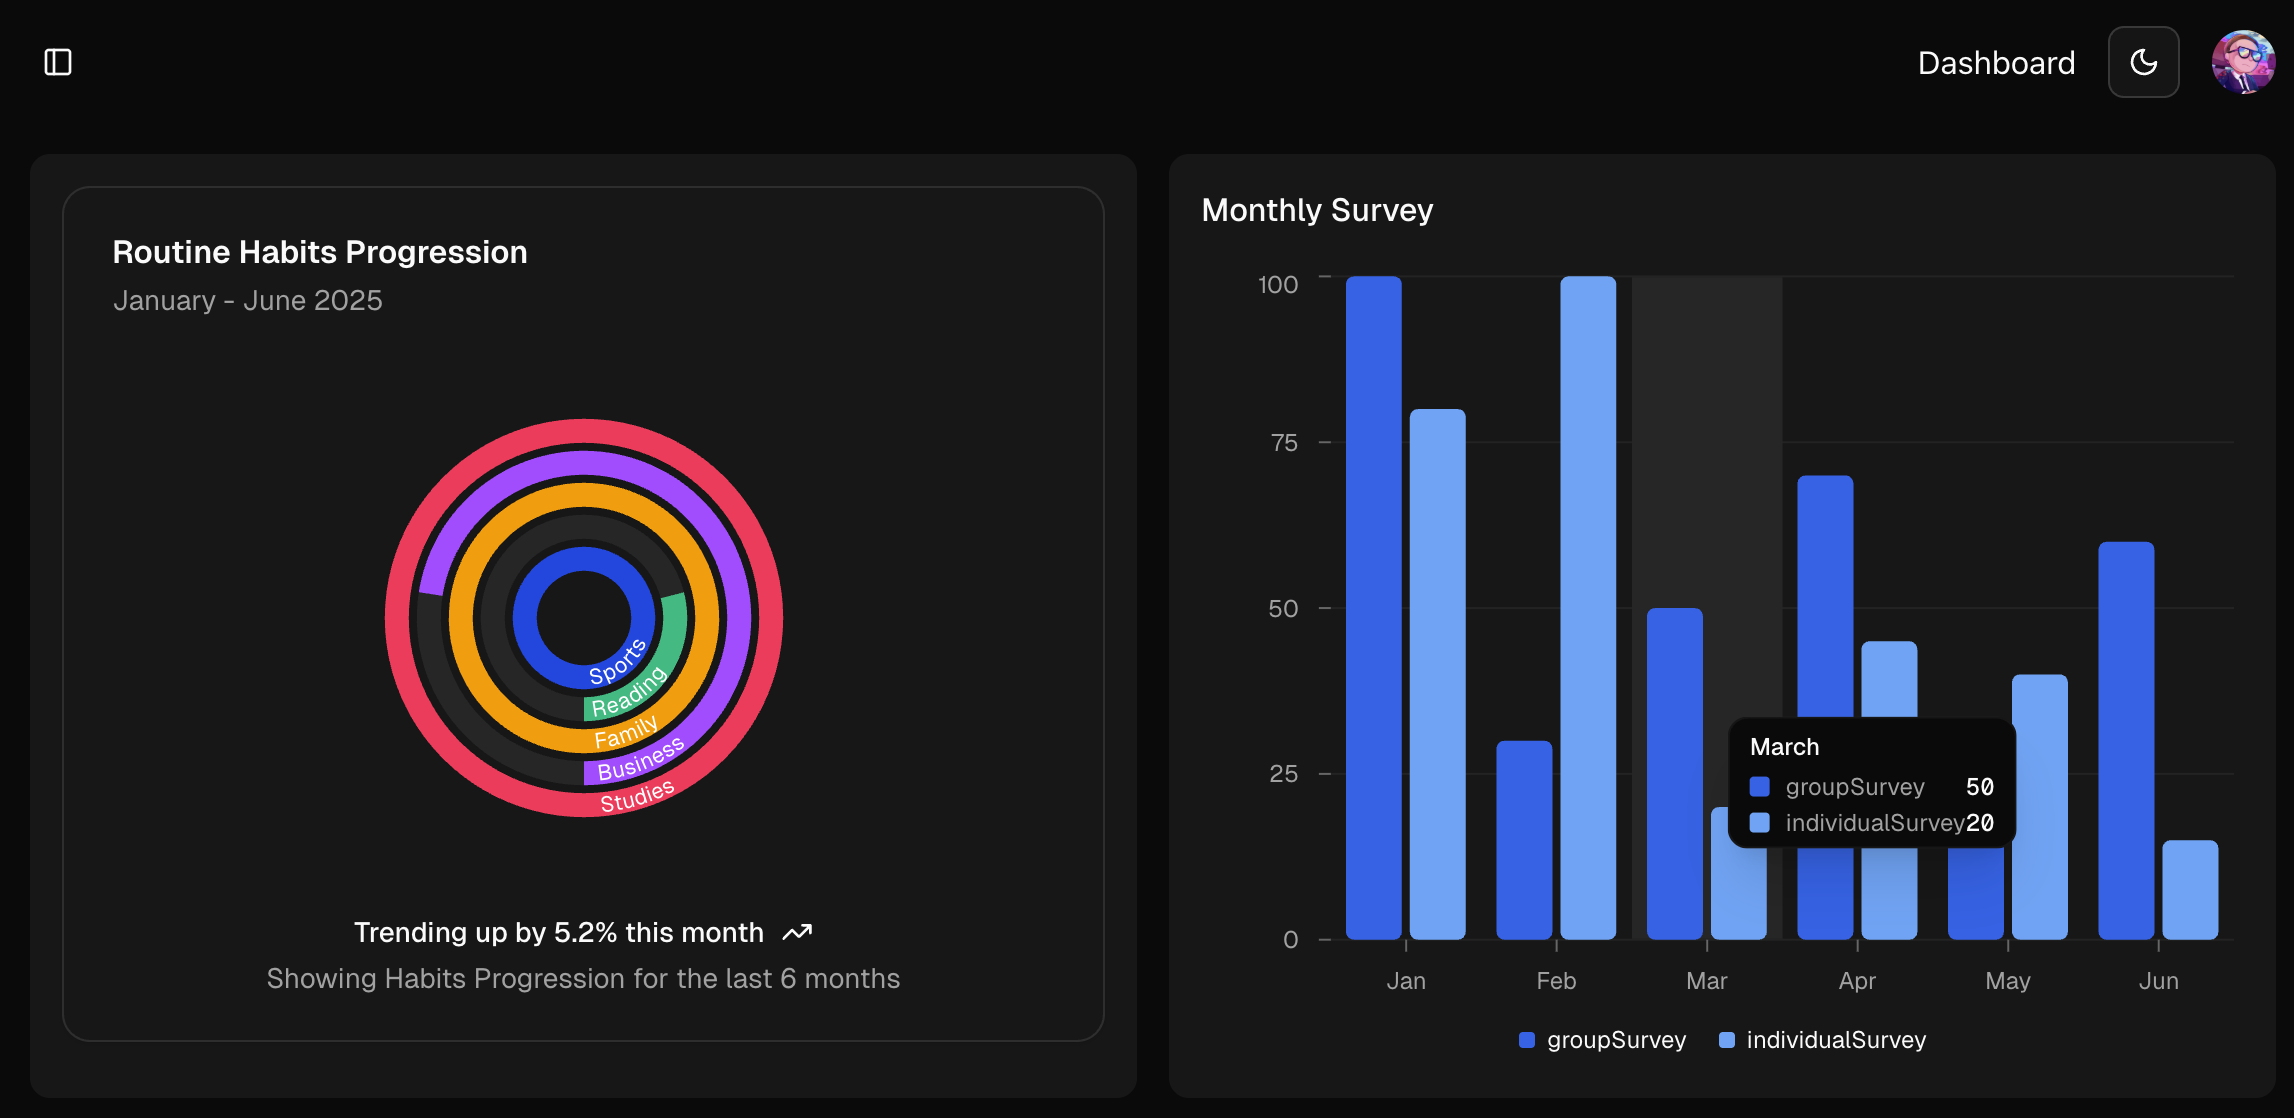 Dashboard
Routine Habits Progression
January - June 2025
Sports
Reading
Family
Business
Studies
Trending up by 5.2% this month
Showing Habits Progression for the last 6 months
Monthly Survey
100
75
50
25
0
March
groupSurvey 50
individualSurvey20
Jan Feb Mar Apr May Jun
groupSurvey individualSurvey